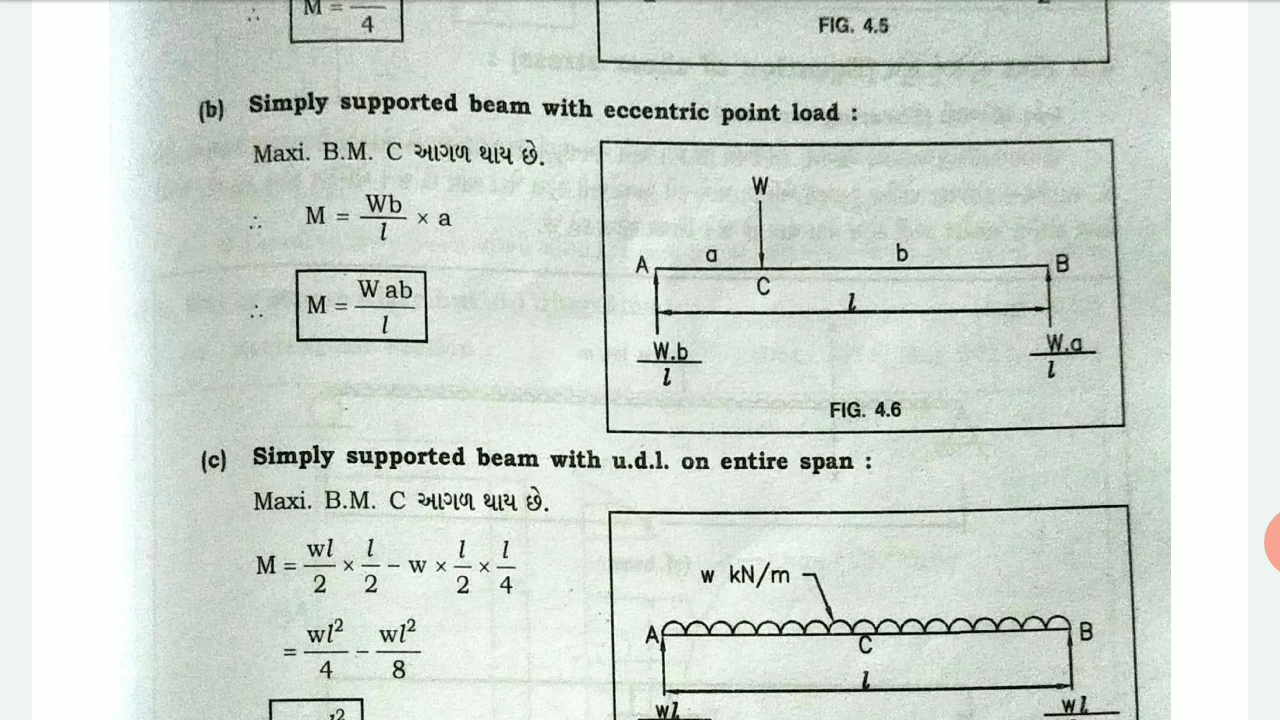 ∴ M = /4
FIG. 4.5
(b) Simply supported beam with eccentric point load :
Maxi. B.M. C આગળ થાય છે.
∴ M = Wb/l × a
∴ M = W ab/l
W
A a C b B
l
W.b/l W.a/l
FIG. 4.6
(c) Simply supported beam with u.d.l. on entire span :
Maxi. B.M. C આગળ થાય છે.
M = wl/2 × l/2 − w × l/2 × l/4
= wl²/4 − wl²/8
w kN/m
A C B
l
wl wl